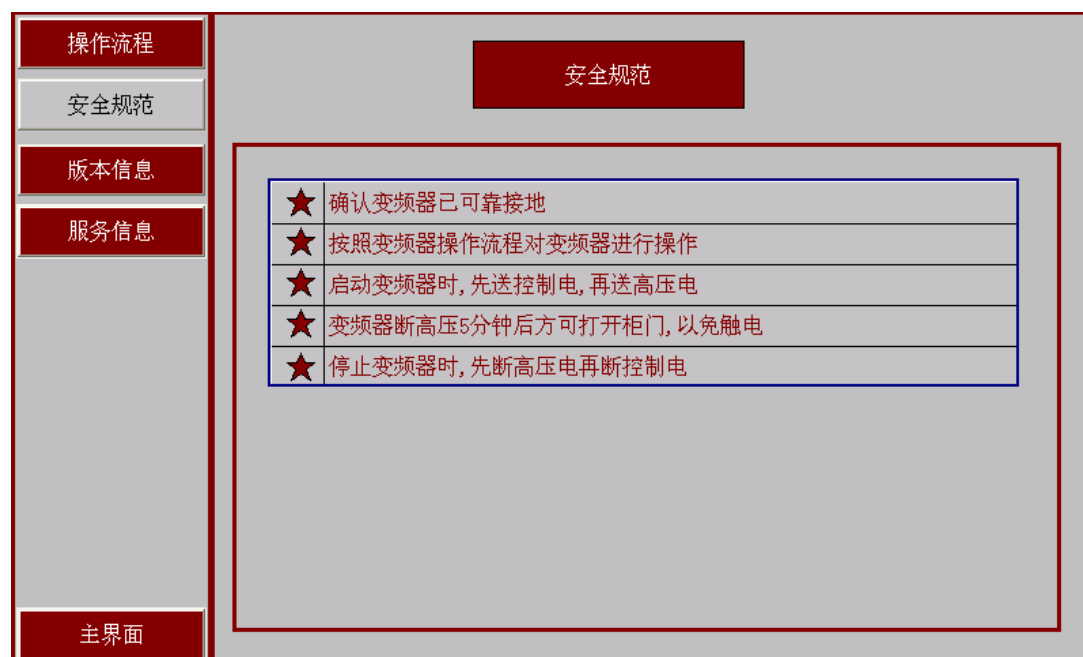 操作流程
安全规范
版本信息
服务信息
主界面
安全规范
确认变频器已可靠接地
按照变频器操作流程对变频器进行操作
启动变频器时,先送控制电,再送高压电
变频器断高压5分钟后方可打开柜门,以免触电
停止变频器时,先断高压电再断控制电